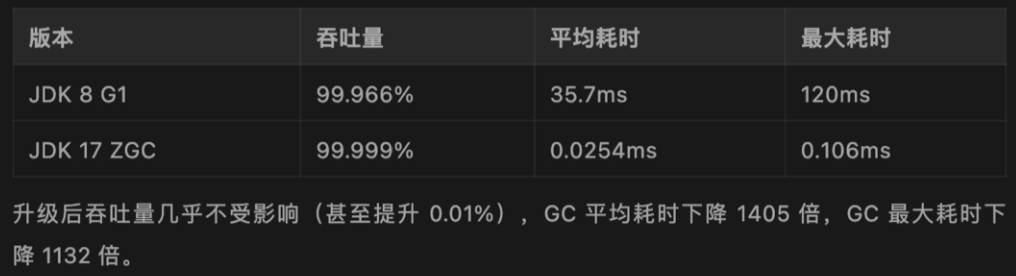 版本 吞吐量 平均耗时 最大耗时
JDK 8 G1 99.966% 35.7ms 120ms
JDK 17 ZGC 99.999% 0.0254ms 0.106ms
升级后吞吐量几乎不受影响（甚至提升 0.01%），GC 平均耗时下降 1405 倍，GC 最大耗时下
降 1132 倍。